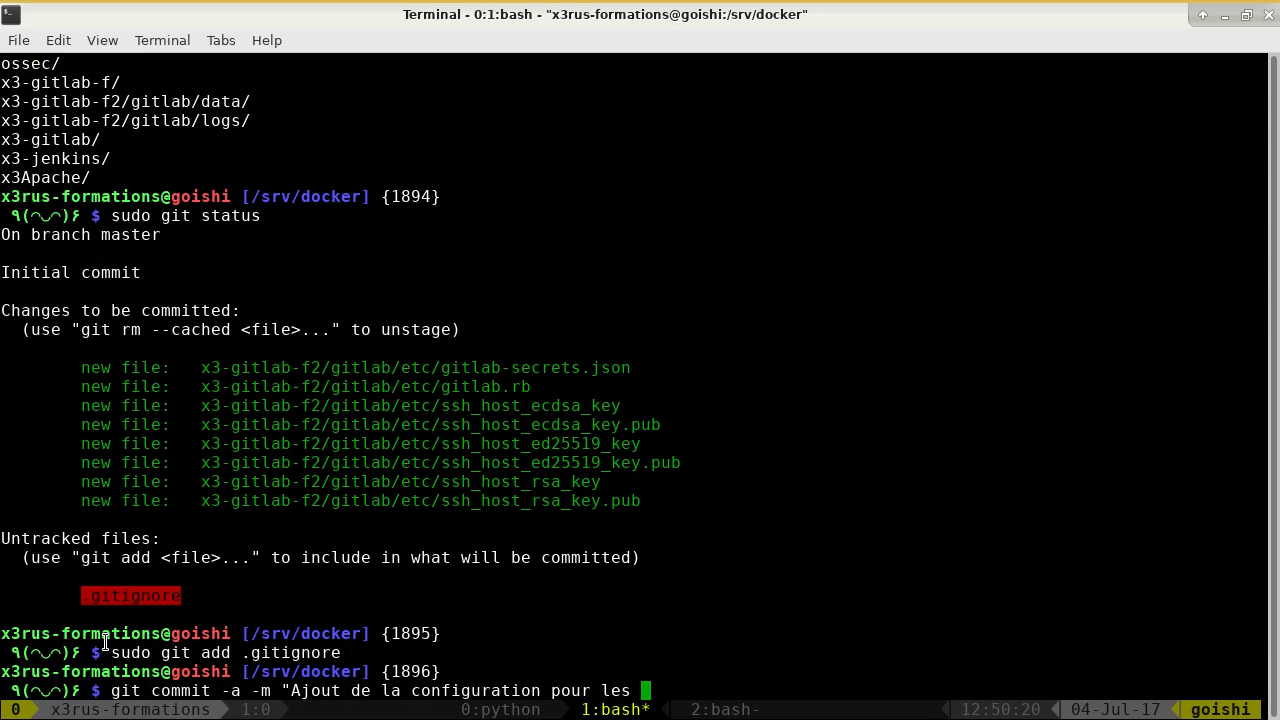 Terminal - 0:1:bash - "x3rus-formations@goishi:/srv/docker"
File Edit View Terminal Tabs Help
ossec/
x3-gitlab-f/
x3-gitlab-f2/gitlab/data/
x3-gitlab-f2/gitlab/logs/
x3-gitlab/
x3-jenkins/
x3Apache/
x3rus-formations@goishi [/srv/docker] {1894}
٩(◠◡◠)۶ $ sudo git status
On branch master
Initial commit
Changes to be committed:
(use "git rm --cached <file>..." to unstage)
new file: x3-gitlab-f2/gitlab/etc/gitlab-secrets.json
new file: x3-gitlab-f2/gitlab/etc/gitlab.rb
new file: x3-gitlab-f2/gitlab/etc/ssh_host_ecdsa_key
new file: x3-gitlab-f2/gitlab/etc/ssh_host_ecdsa_key.pub
new file: x3-gitlab-f2/gitlab/etc/ssh_host_ed25519_key
new file: x3-gitlab-f2/gitlab/etc/ssh_host_ed25519_key.pub
new file: x3-gitlab-f2/gitlab/etc/ssh_host_rsa_key
new file: x3-gitlab-f2/gitlab/etc/ssh_host_rsa_key.pub
Untracked files:
(use "git add <file>..." to include in what will be committed)
.gitignore
x3rus-formations@goishi [/srv/docker] {1895}
٩(◠◡◠)۶ $ sudo git add .gitignore
x3rus-formations@goishi [/srv/docker] {1896}
٩(◠◡◠)۶ $ git commit -a -m "Ajout de la configuration pour les
0 x3rus-formations 1:0 0:python 1:bash* 2:bash- 12:50:20 04-Jul-17 goishi